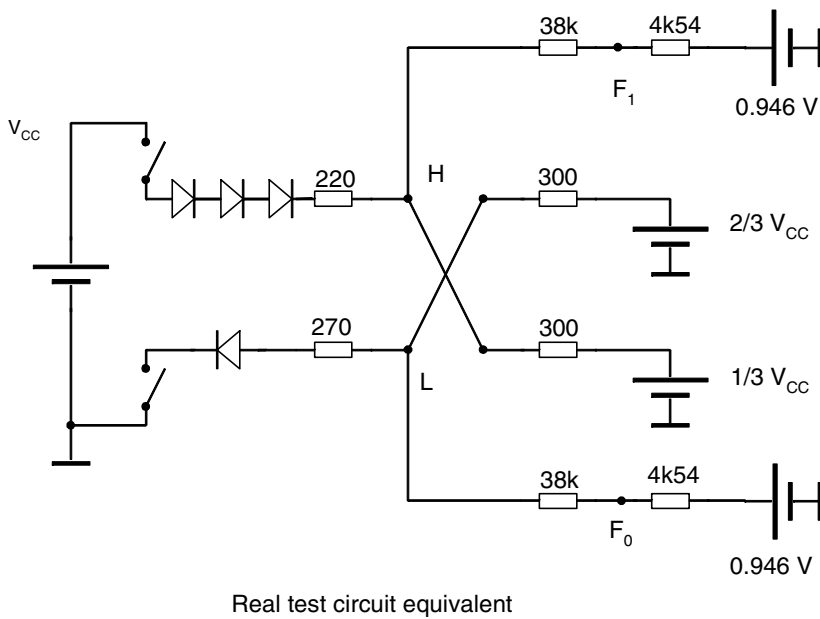 38k
4k54
F1
0.946 V
VCC
220
H
300
2/3 VCC
270
L
300
1/3 VCC
38k
4k54
F0
0.946 V
Real test circuit equivalent